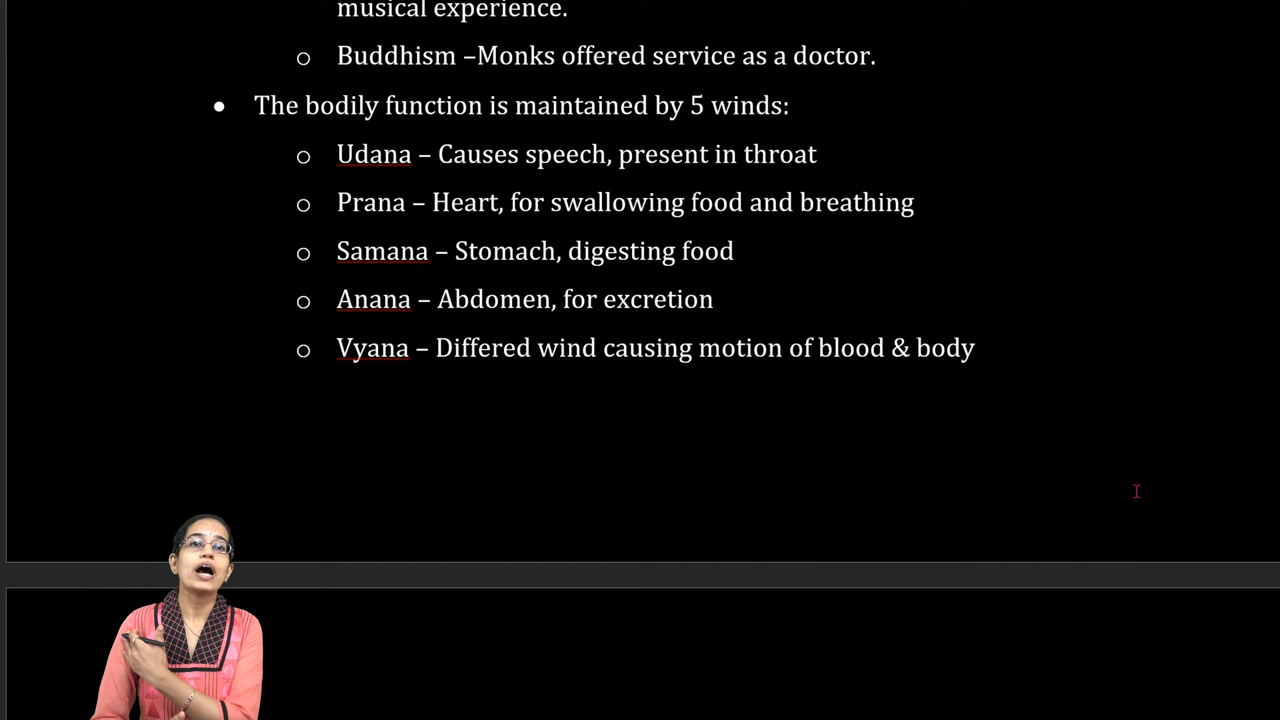 musical experience.
o Buddhism –Monks offered service as a doctor.
• The bodily function is maintained by 5 winds:
o Udana – Causes speech, present in throat
o Prana – Heart, for swallowing food and breathing
o Samana – Stomach, digesting food
o Anana – Abdomen, for excretion
o Vyana – Differed wind causing motion of blood & body